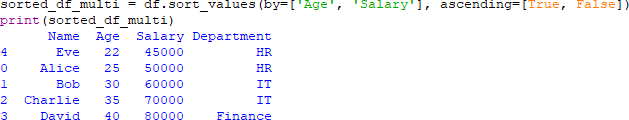 sorted_df_multi = df.sort_values(by=['Age', 'Salary'], ascending=[True, False])
print(sorted_df_multi)
Name Age Salary Department
4 Eve 22 45000 HR
0 Alice 25 50000 HR
1 Bob 30 60000 IT
2 Charlie 35 70000 IT
3 David 40 80000 Finance